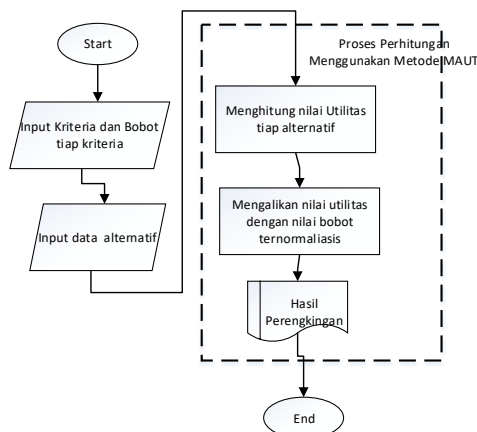 Start
Input Kriteria dan Bobot
tiap kriteria
Input data alternatif
Proses Perhitungan
Menggunakan Metode MAUT
Menghitung nilai Utilitas
tiap alternatif
Mengalikan nilai utilitas
dengan nilai bobot
ternormaliasis
Hasil
Perengkingan
End